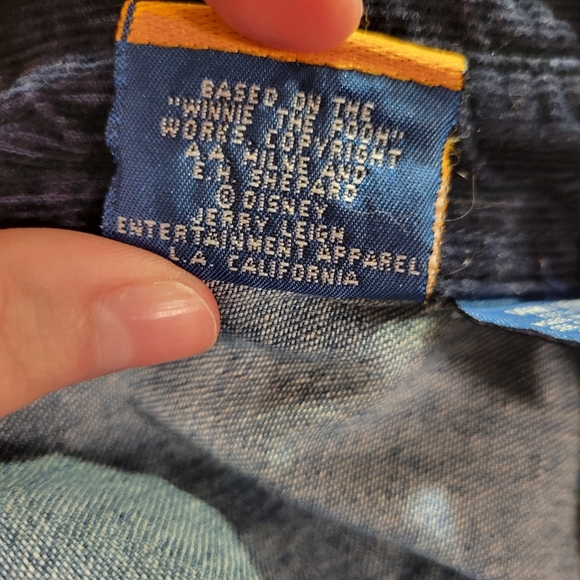 BASED ON THE
"WINNIE THE POOH"
WORKS COPYRIGHT
A.A. MILNE AND
E.H. SHEPARD
© DISNEY
JERRY LEIGH
ENTERTAINMENT APPAREL
L.A. CALIFORNIA